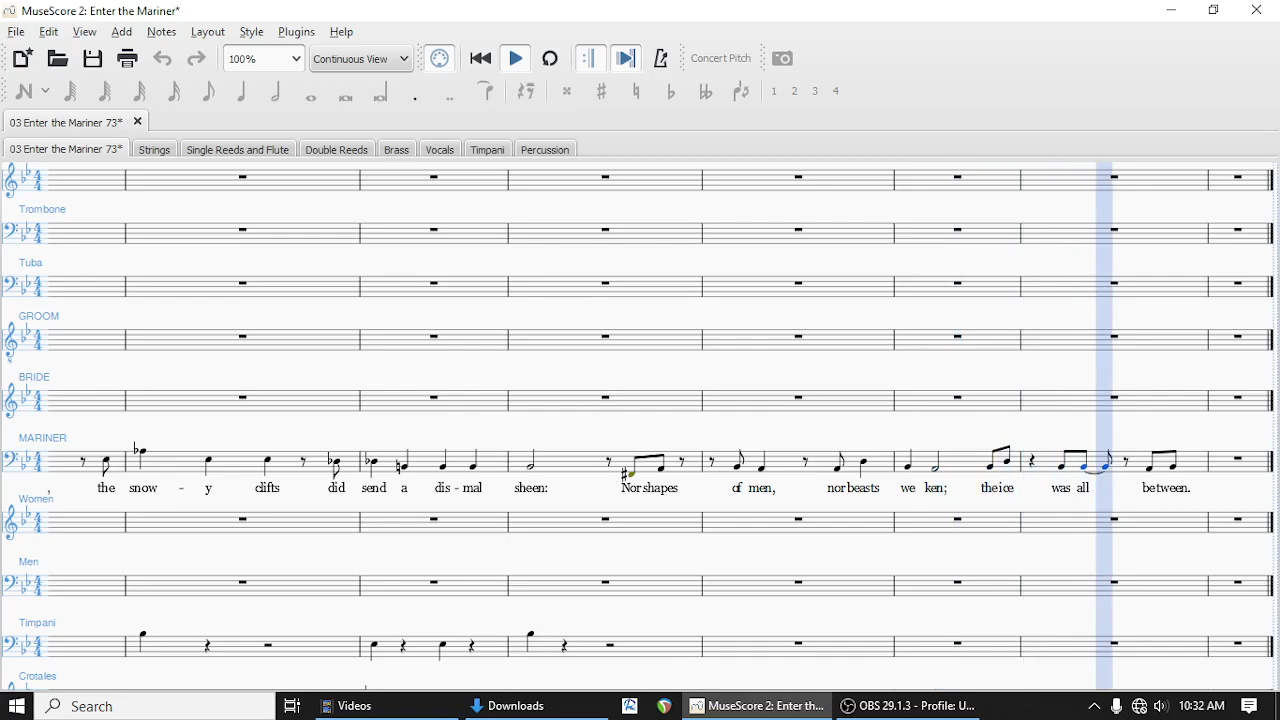 MuseScore 2: Enter the Mariner*
File Edit View Add Notes Layout Style Plugins Help
100% Continuous View Concert Pitch
1 2 3 4
03 Enter the Mariner 73*
03 Enter the Mariner 73* Strings Single Reeds and Flute Double Reeds Brass Vocals Timpani Percussion
Trombone
Tuba
GROOM
BRIDE
MARINER
, the snow - y clifts did send a dis - mal sheen: Nor shapes of men, nor beasts we ken; the ice was all between.
Women
Men
Timpani
Crotales
Search Videos Downloads MuseScore 2: Enter th... OBS 29.1.3 - Profile: U... 10:32 AM